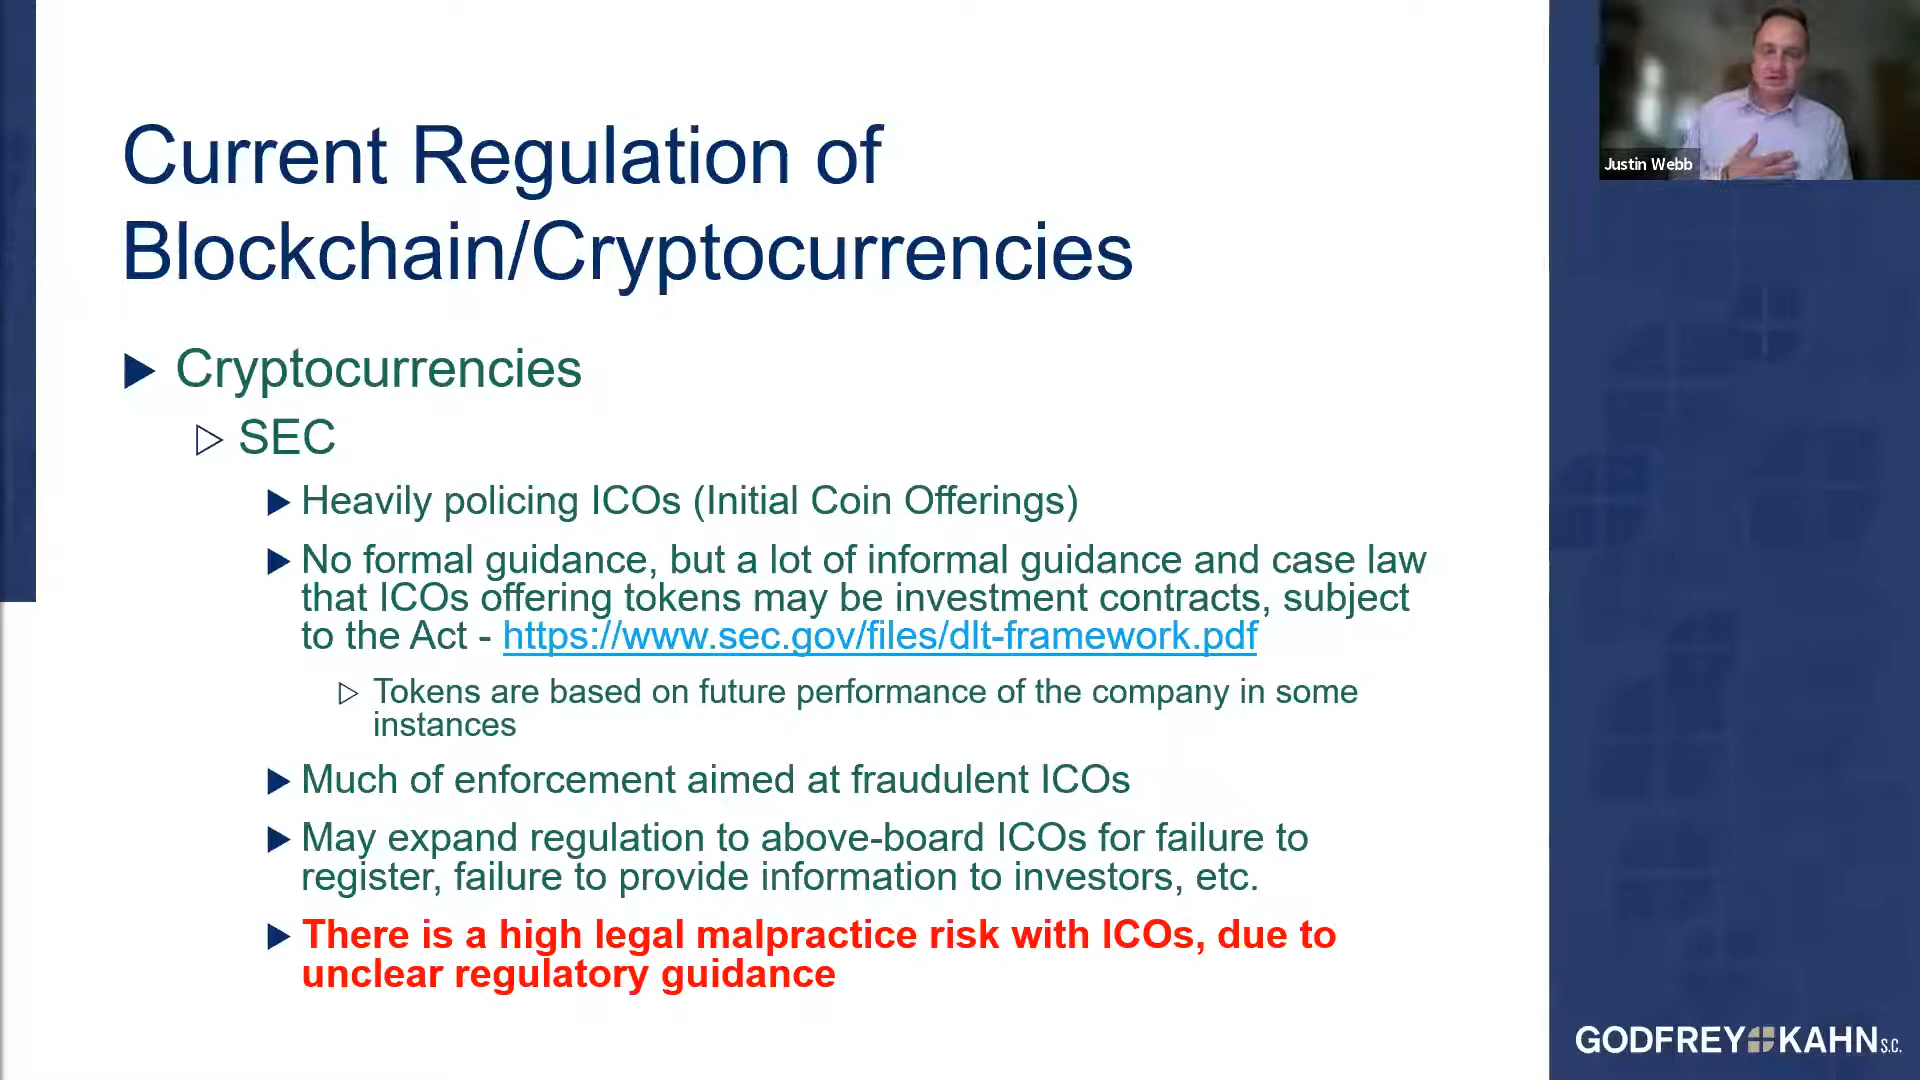 Current Regulation of
Blockchain/Cryptocurrencies
Cryptocurrencies
SEC
Heavily policing ICOs (Initial Coin Offerings)
No formal guidance, but a lot of informal guidance and case law
that ICOs offering tokens may be investment contracts, subject
to the Act - https://www.sec.gov/files/dlt-framework.pdf
Tokens are based on future performance of the company in some
instances
Much of enforcement aimed at fraudulent ICOs
May expand regulation to above-board ICOs for failure to
register, failure to provide information to investors, etc.
There is a high legal malpractice risk with ICOs, due to
unclear regulatory guidance
Justin Webb
GODFREY KAHN S.C.